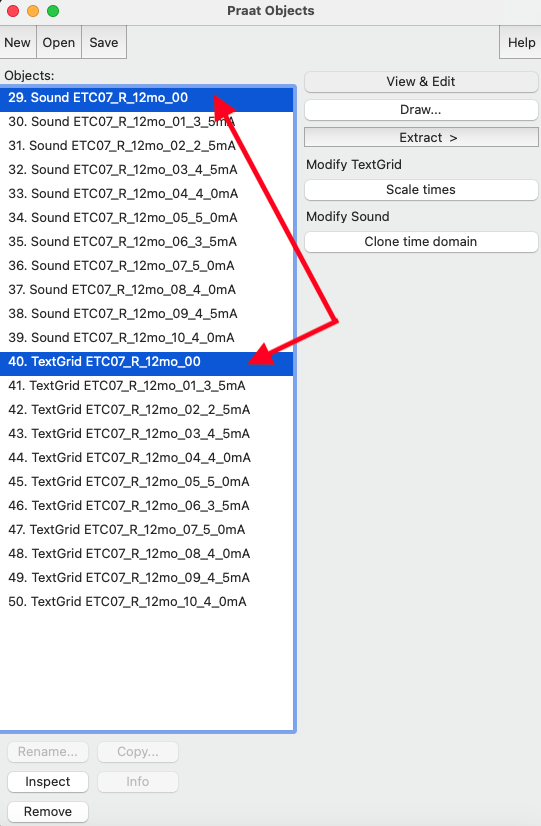 Praat Objects
New Open Save Help
Objects:
29. Sound ETC07_R_12mo_00
30. Sound ETC07_R_12mo_01_3_5mA
31. Sound ETC07_R_12mo_02_2_5mA
32. Sound ETC07_R_12mo_03_4_5mA
33. Sound ETC07_R_12mo_04_4_0mA
34. Sound ETC07_R_12mo_05_5_0mA
35. Sound ETC07_R_12mo_06_3_5mA
36. Sound ETC07_R_12mo_07_5_0mA
37. Sound ETC07_R_12mo_08_4_0mA
38. Sound ETC07_R_12mo_09_4_5mA
39. Sound ETC07_R_12mo_10_4_0mA
40. TextGrid ETC07_R_12mo_00
41. TextGrid ETC07_R_12mo_01_3_5mA
42. TextGrid ETC07_R_12mo_02_2_5mA
43. TextGrid ETC07_R_12mo_03_4_5mA
44. TextGrid ETC07_R_12mo_04_4_0mA
45. TextGrid ETC07_R_12mo_05_5_0mA
46. TextGrid ETC07_R_12mo_06_3_5mA
47. TextGrid ETC07_R_12mo_07_5_0mA
48. TextGrid ETC07_R_12mo_08_4_0mA
49. TextGrid ETC07_R_12mo_09_4_5mA
50. TextGrid ETC07_R_12mo_10_4_0mA
View & Edit
Draw...
Extract >
Modify TextGrid
Scale times
Modify Sound
Clone time domain
Rename... Copy...
Inspect Info
Remove